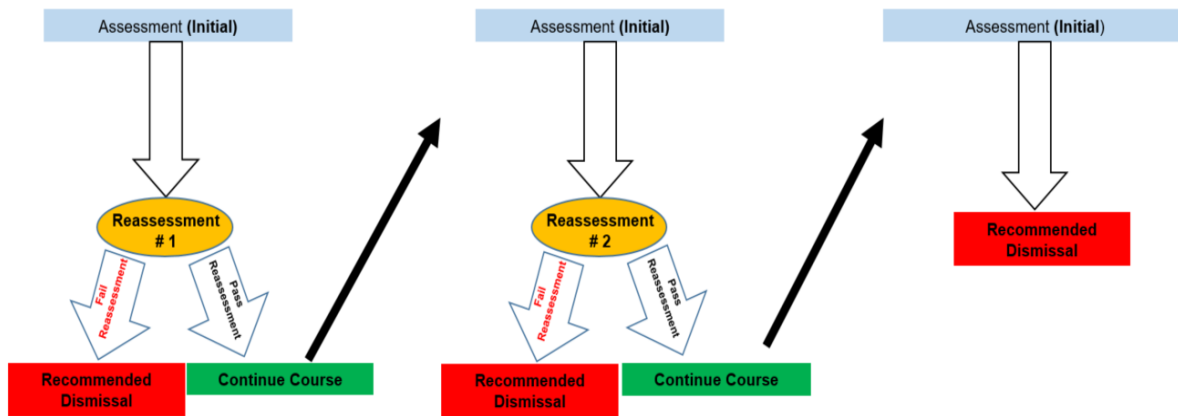 Assessment (Initial)
Reassessment
# 1
Fail
Reassessment
Pass
Reassessment
Recommended
Dismissal
Continue Course
Assessment (Initial)
Reassessment
# 2
Fail
Reassessment
Pass
Reassessment
Recommended
Dismissal
Continue Course
Assessment (Initial)
Recommended
Dismissal